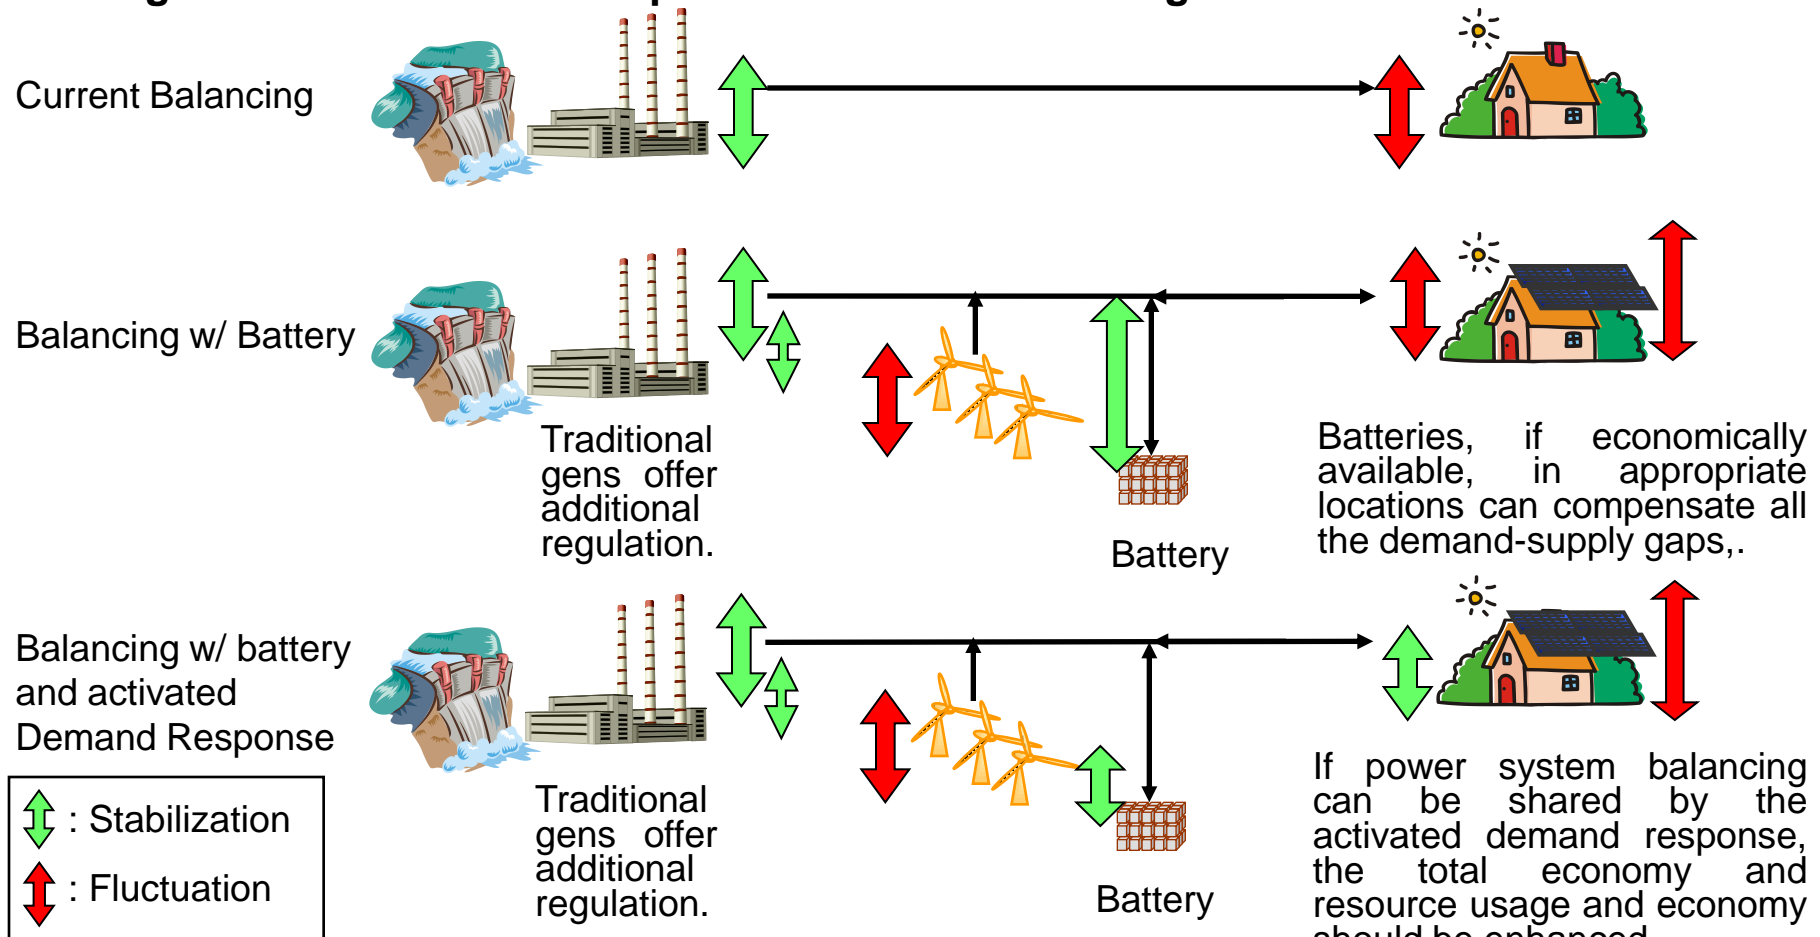 Current Balancing
Balancing w/ Battery
Traditional
gens offer
additional
regulation.
Battery
Batteries, if economically
available, in appropriate
locations can compensate all
the demand-supply gaps,.
Balancing w/ battery
and activated
Demand Response
Traditional
gens offer
additional
regulation.
Battery
If power system balancing
can be shared by the
activated demand response,
the total economy and
resource usage and economy
should be enhanced
: Stabilization
: Fluctuation